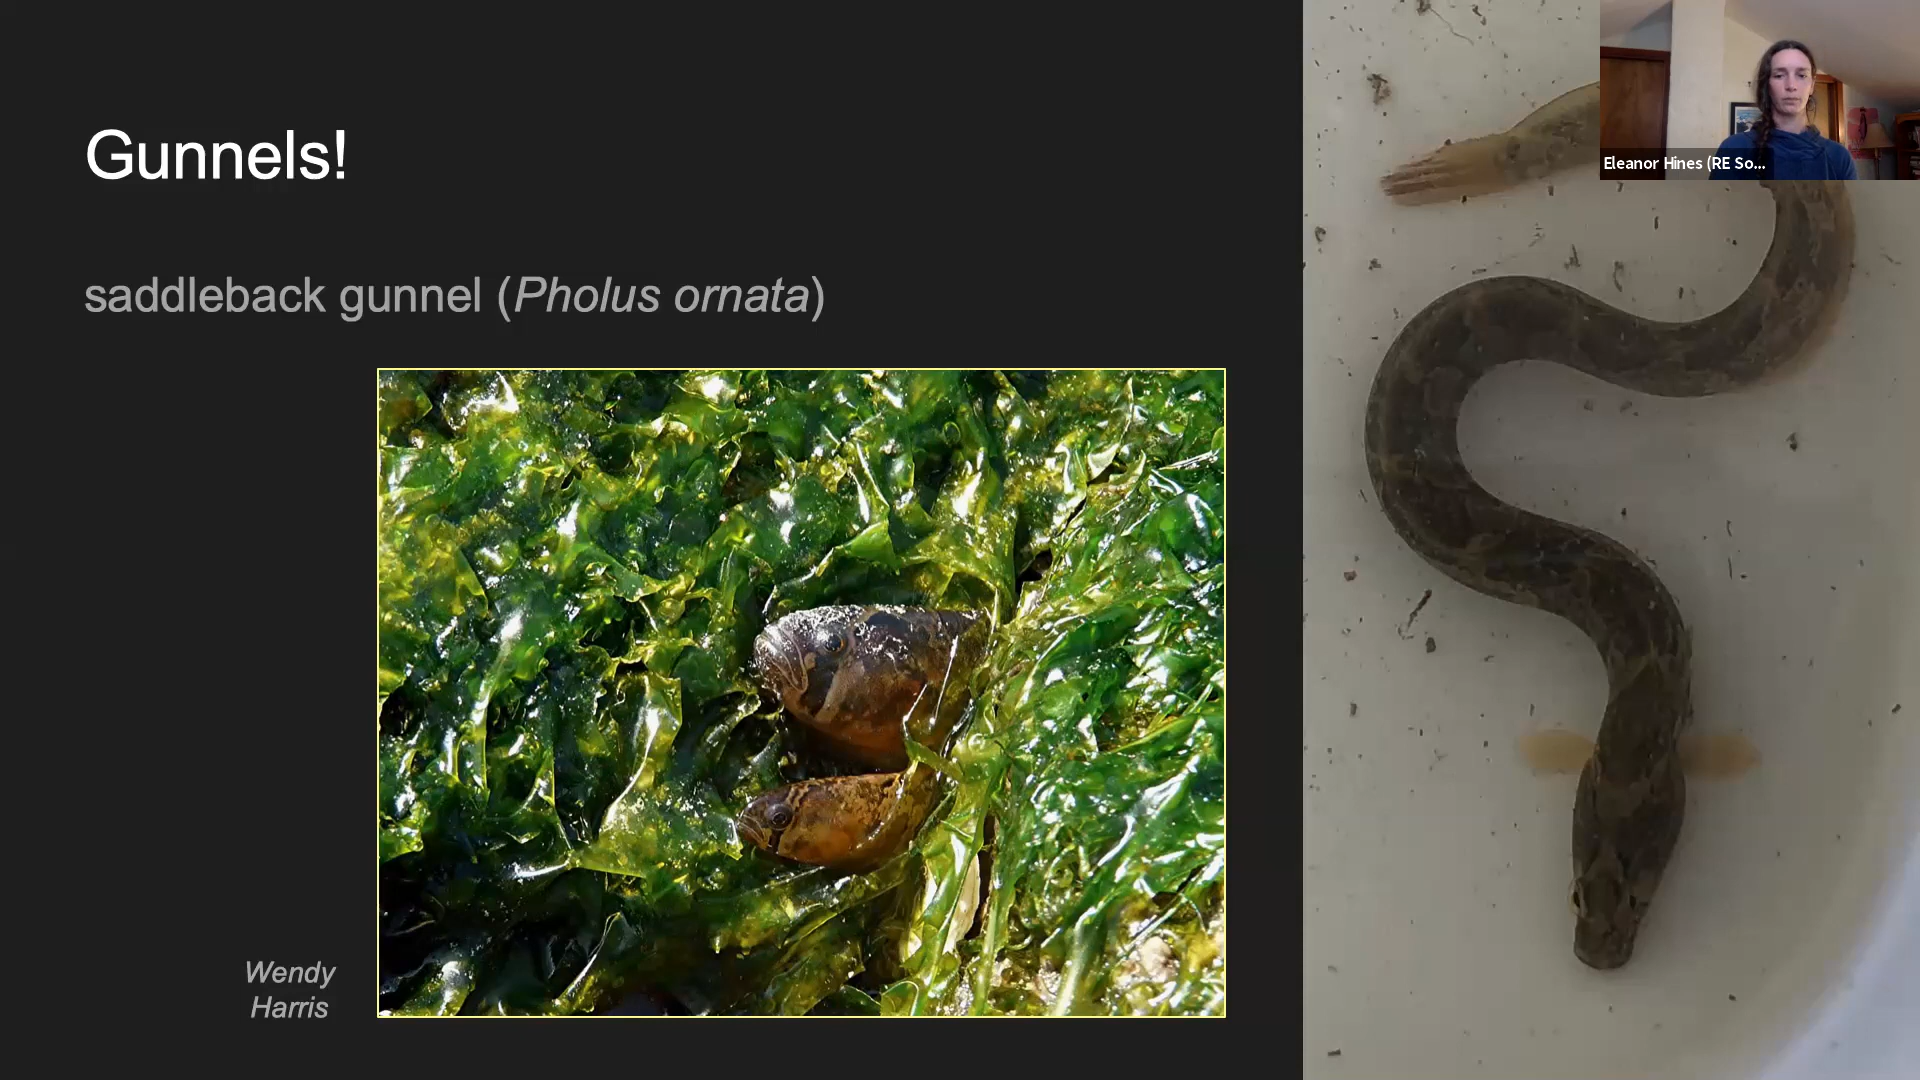 Gunnels!
saddleback gunnel (Pholus ornata)
Wendy
Harris
Eleanor Hines (RE So...